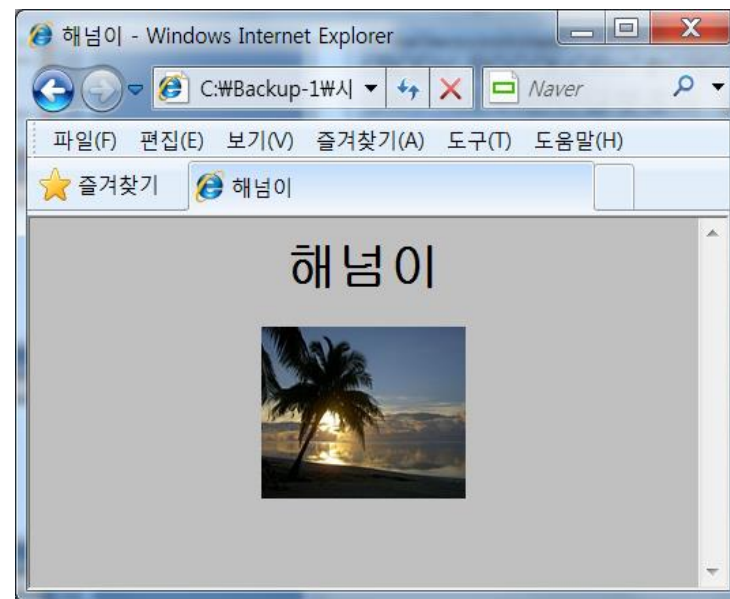 해넘이 - Windows Internet Explorer
C:₩Backup-1₩시
Naver
파일(F) 편집(E) 보기(V) 즐겨찾기(A) 도구(T) 도움말(H)
즐겨찾기 해넘이
해넘이